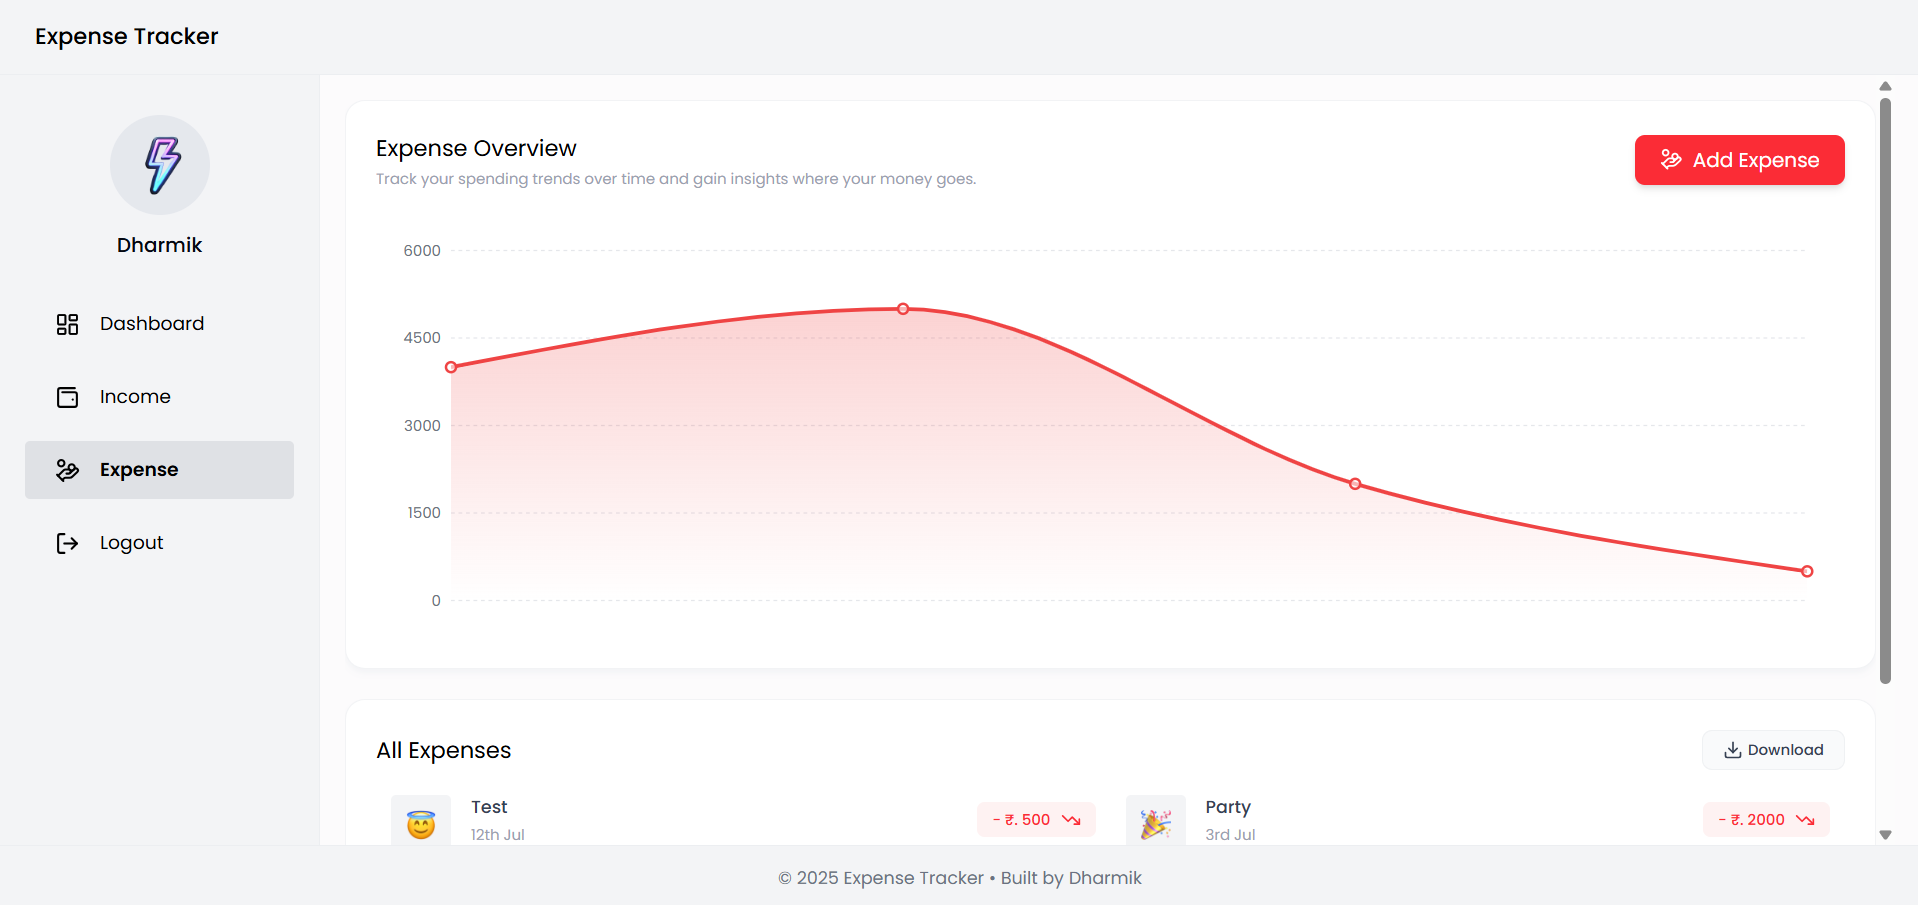 Expense Tracker
Dharmik
Dashboard
Income
Expense
Logout
Expense Overview
Track your spending trends over time and gain insights where your money goes.
Add Expense
6000
4500
3000
1500
0
All Expenses
Download
Test
12th Jul
- ₹. 500
Party
3rd Jul
- ₹. 2000
© 2025 Expense Tracker • Built by Dharmik